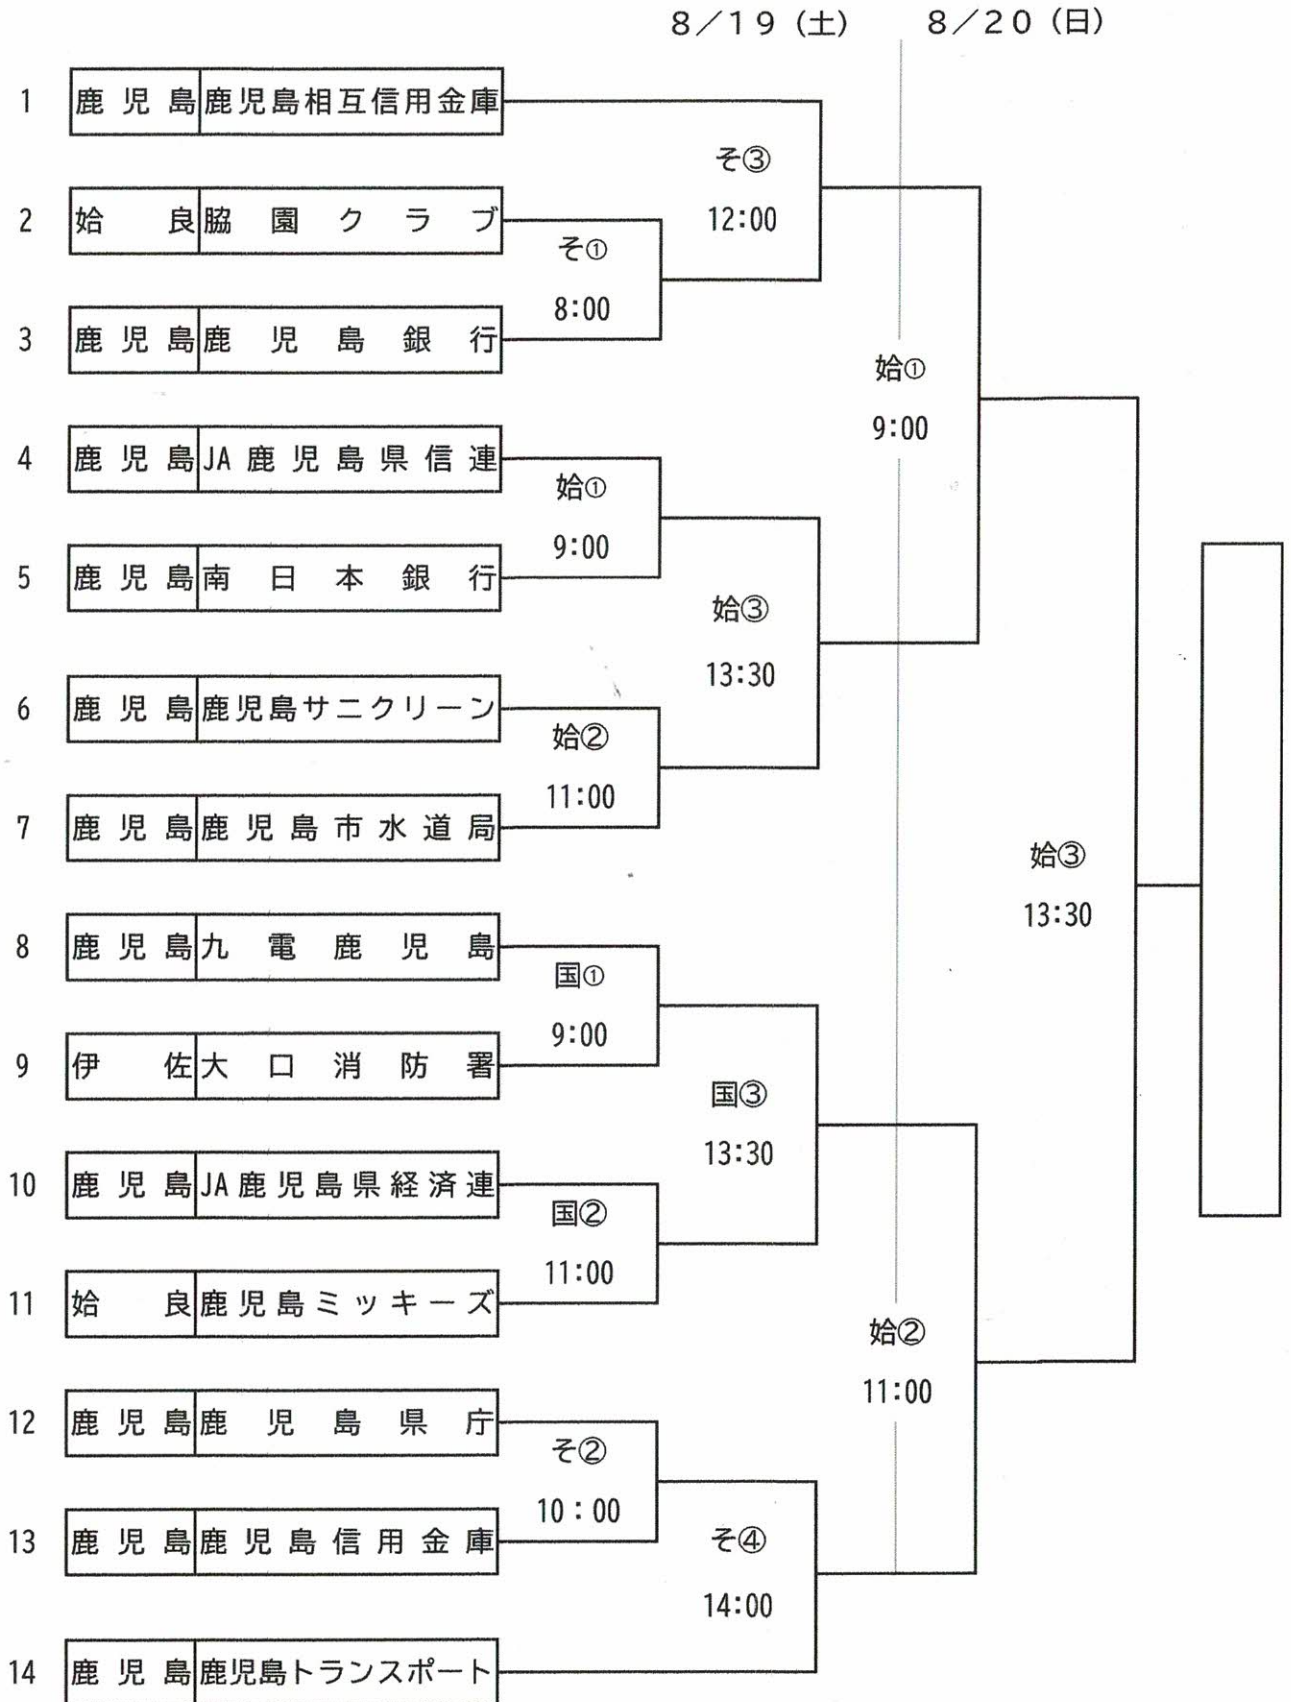 8／19（土） 8／20（日）
1 鹿児島 鹿児島相互信用金庫
そ③
12:00
2 姶良 脇園クラブ
そ①
8:00
3 鹿児島 鹿児島銀行
姶①
9:00
4 鹿児島 JA鹿児島県信連
姶①
9:00
5 鹿児島 南日本銀行
姶③
13:30
6 鹿児島 鹿児島サニクリーン
姶②
11:00
7 鹿児島 鹿児島市水道局
姶③
13:30
8 鹿児島 九電鹿児島
国①
9:00
9 伊佐 大口消防署
国③
13:30
10 鹿児島 JA鹿児島県経済連
国②
11:00
11 姶良 鹿児島ミッキーズ
姶②
11:00
12 鹿児島 鹿児島県庁
そ②
10：00
13 鹿児島 鹿児島信用金庫
そ④
14:00
14 鹿児島 鹿児島トランスポート